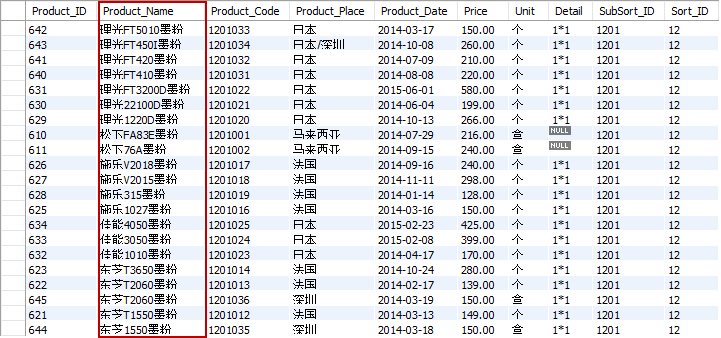 Product_ID Product_Name Product_Code Product_Place Product_Date Price Unit Detail SubSort_ID Sort_ID
642 理光FT5010墨粉 1201033 日本 2014-03-17 150.00 个 1*1 1201 12
643 理光FT450I墨粉 1201034 日本/深圳 2014-10-08 260.00 个 1*1 1201 12
641 理光FT420墨粉 1201032 日本 2014-07-09 210.00 个 1*1 1201 12
640 理光FT410墨粉 1201031 日本 2014-08-08 220.00 个 1*1 1201 12
631 理光FT3200D墨粉 1201022 日本 2015-06-01 580.00 个 1*1 1201 12
630 理光22100D墨粉 1201021 日本 2014-06-04 199.00 个 1*1 1201 12
629 理光1220D墨粉 1201020 日本 2014-10-13 266.00 个 1*1 1201 12
610 松下FA83E墨粉 1201001 马来西亚 2014-07-29 216.00 盒 NULL 1201 12
611 松下76A墨粉 1201002 马来西亚 2014-09-15 240.00 盒 NULL 1201 12
626 施乐V2018墨粉 1201017 法国 2014-09-16 240.00 个 1*1 1201 12
627 施乐V2015墨粉 1201018 法国 2014-11-11 298.00 个 1*1 1201 12
628 施乐315墨粉 1201019 法国 2014-01-14 128.00 个 1*1 1201 12
625 施乐1027墨粉 1201016 法国 2014-03-16 150.00 个 1*1 1201 12
634 佳能4050墨粉 1201025 日本 2015-02-23 425.00 个 1*1 1201 12
633 佳能3050墨粉 1201024 日本 2015-02-08 399.00 个 1*1 1201 12
632 佳能1010墨粉 1201023 日本 2014-04-17 170.00 个 1*1 1201 12
623 东芝T3650墨粉 1201014 法国 2014-10-24 280.00 个 1*1 1201 12
622 东芝T2060墨粉 1201013 法国 2014-02-17 139.00 个 1*1 1201 12
645 东芝T2060墨粉 1201036 深圳 2014-03-19 150.00 盒 1*1 1201 12
621 东芝T1550墨粉 1201012 法国 2014-03-13 149.00 个 1*1 1201 12
644 东芝1550墨粉 1201035 深圳 2014-03-18 150.00 盒 1*1 1201 12